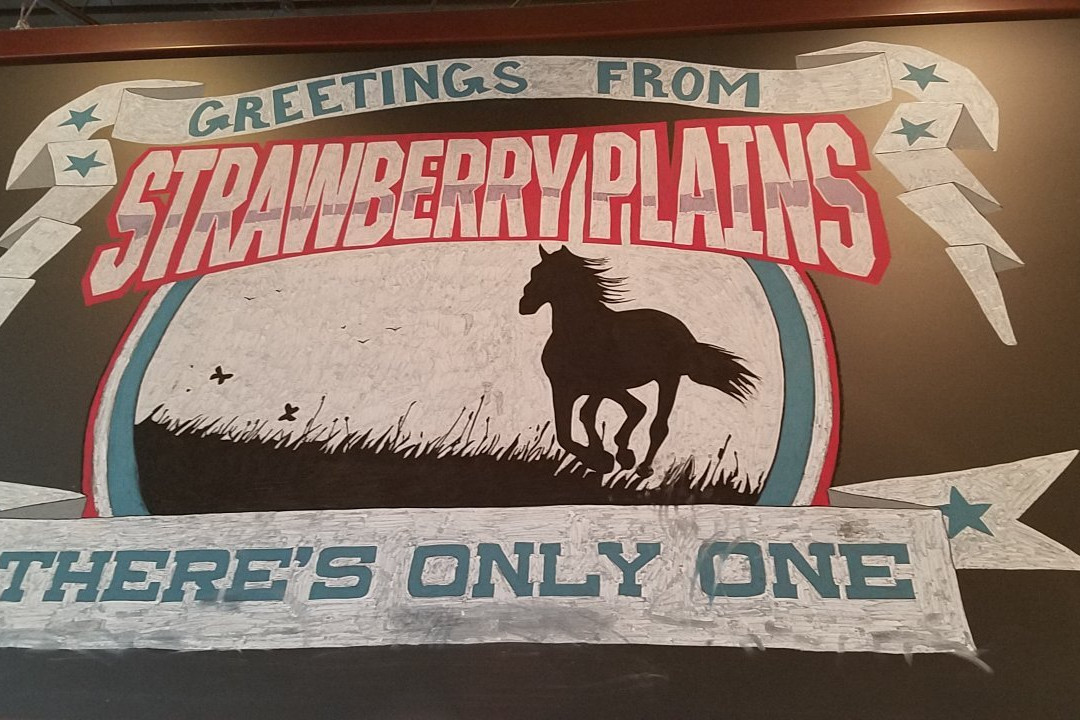 GREETINGS FROM
STRAWBERRY PLAINS
THERE'S ONLY ONE